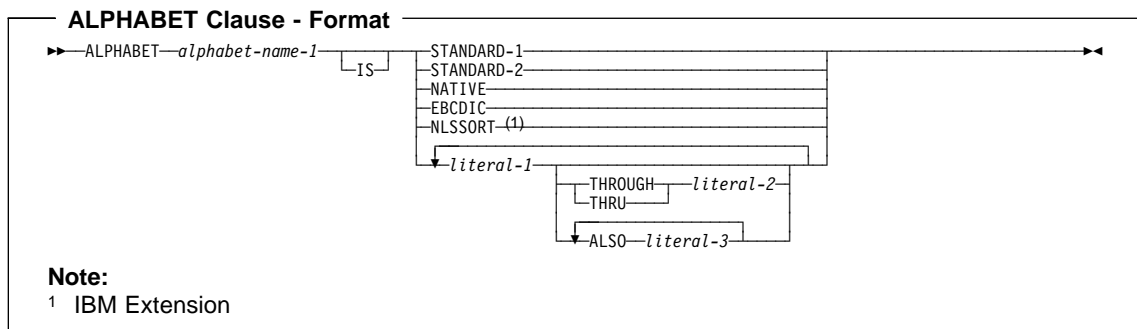 ALPHABET Clause - Format
ALPHABET alphabet-name-1 STANDARD-1
IS STANDARD-2
NATIVE
EBCDIC
NLSSORT (1)
literal-1
THROUGH literal-2
THRU
ALSO literal-3
Note:
1 IBM Extension